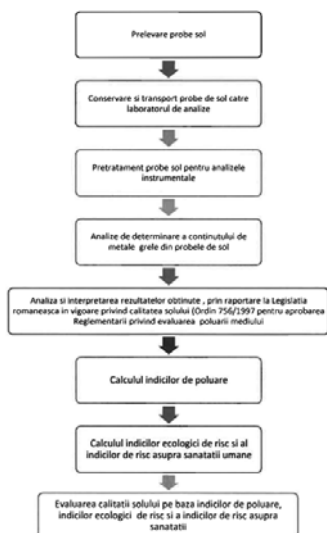 Prelevare probe sol
Conservare si transport probe de sol catre
laboratorul de analize
Pretratament probe sol pentru analizele
instrumentale
Analize de determinare a continutului de
metale grele din probele de sol
Analiza si interpretarea rezultatelor obtinute , prin raportare la Legislatia
romaneasca in vigoare privind calitatea solului (Ordin 756/1997 pentru aprobarea
Reglementarii privind evaluarea poluarii mediului
Calculul indicilor de poluare
Calculul indicilor ecologic de risc si al
indicilor de risc asupra sanatatii umane
Evaluarea calitatii solului pe baza indicilor de poluare,
indicilor ecologici de risc si a indicilor de risc asupra
sanatatii